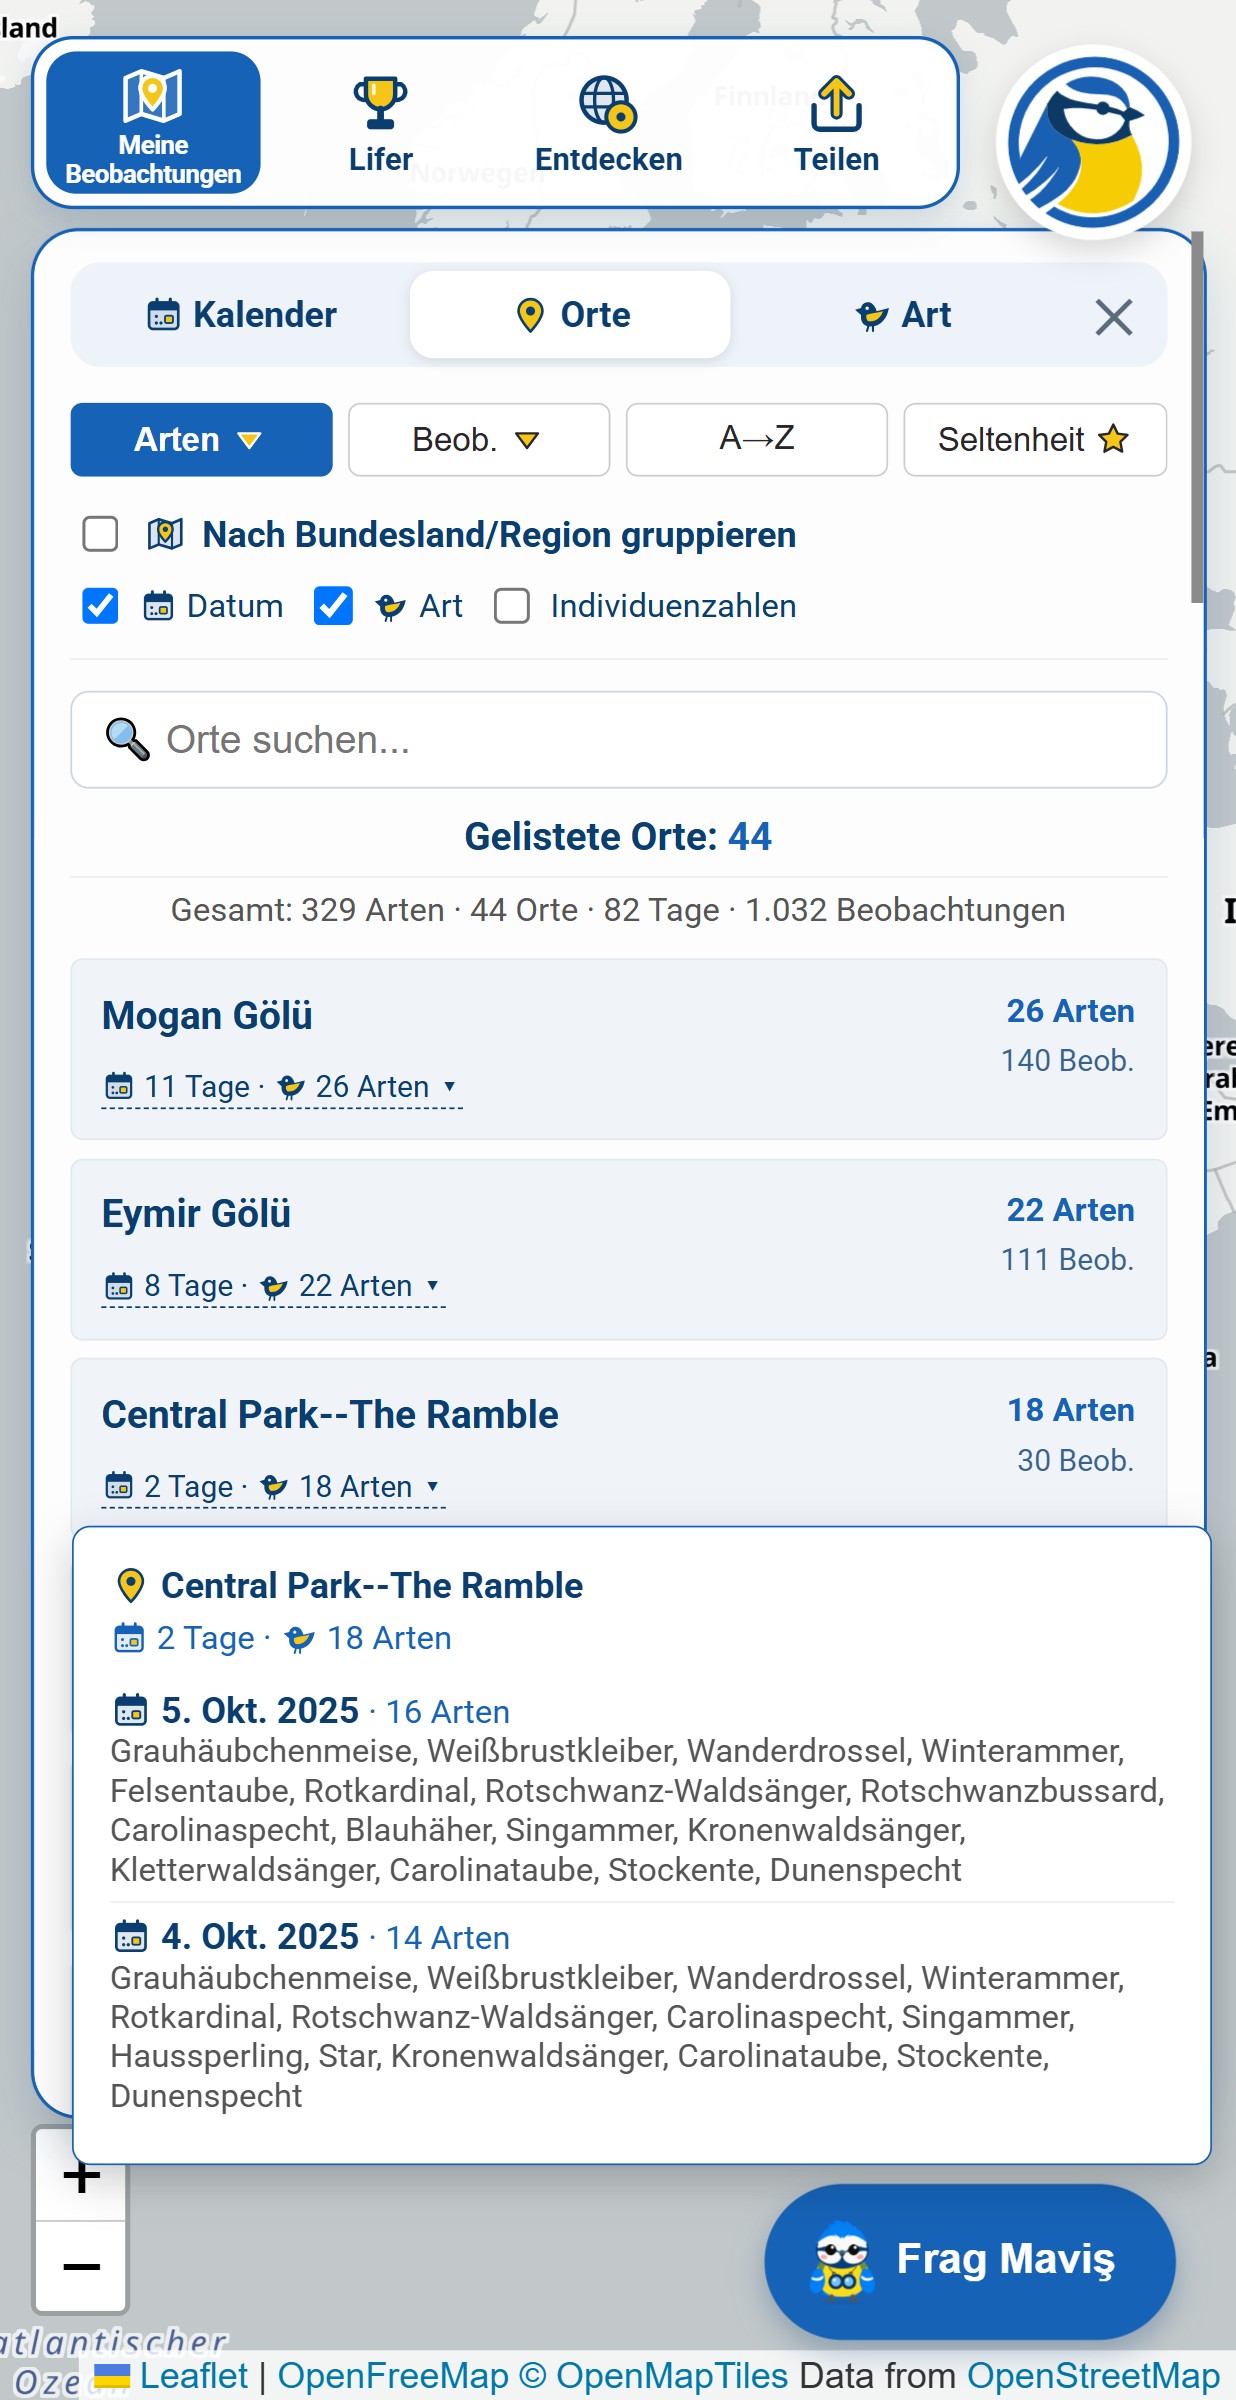 sland
Meine
Beobachtungen
Lifer
Entdecken
Teilen
Finnlan
Norwegen
Kalender
Orte
Art
Arten
Beob.
A→Z
Seltenheit
Nach Bundesland/Region gruppieren
Datum
Art
Individuenzahlen
Orte suchen...
Gelistete Orte: 44
Gesamt: 329 Arten · 44 Orte · 82 Tage · 1.032 Beobachtungen
Mogan Gölü
26 Arten
140 Beob.
11 Tage · 26 Arten ▾
Eymir Gölü
22 Arten
111 Beob.
8 Tage · 22 Arten ▾
Central Park--The Ramble
18 Arten
30 Beob.
2 Tage · 18 Arten ▾
Central Park--The Ramble
2 Tage · 18 Arten
5. Okt. 2025 · 16 Arten
Grauhäubchenmeise, Weißbrustkleiber, Wanderdrossel, Winterammer,
Felsentaube, Rotkardinal, Rotschwanz-Waldsänger, Rotschwanzbussard,
Carolinaspecht, Blauhäher, Singammer, Kronenwaldsänger,
Kletterwaldsänger, Carolinataube, Stockente, Dunenspecht
4. Okt. 2025 · 14 Arten
Grauhäubchenmeise, Weißbrustkleiber, Wanderdrossel, Winterammer,
Rotkardinal, Rotschwanz-Waldsänger, Carolinaspecht, Singammer,
Haussperling, Star, Kronenwaldsänger, Carolinataube, Stockente,
Dunenspecht
+
−
Frag Maviş
atlantischer
Oze
Leaflet | OpenFreeMap © OpenMapTiles Data from OpenStreetMap